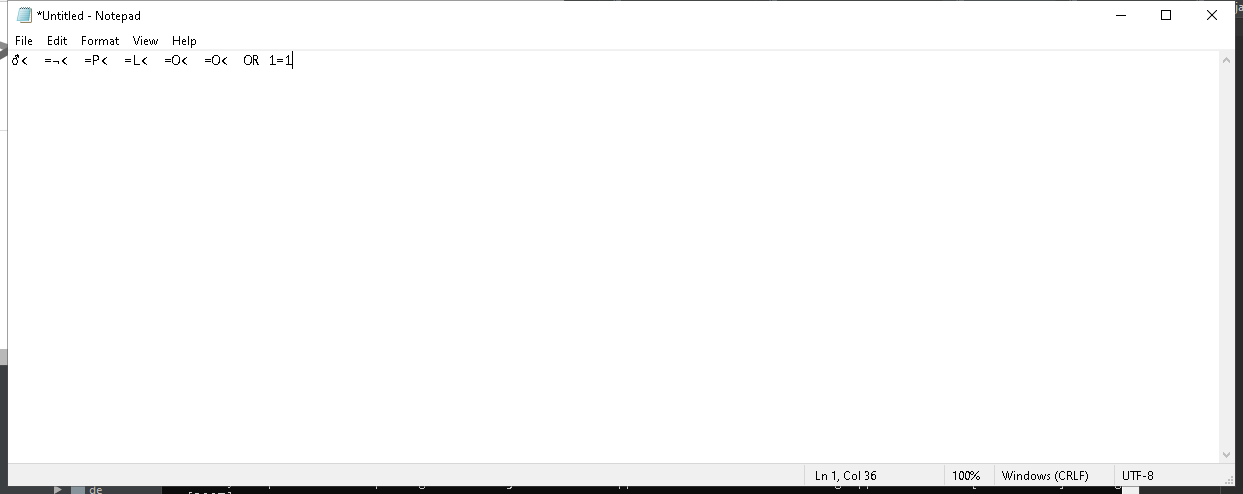 *Untitled - Notepad
File Edit Format View Help
♂<  =¬<  =P<  =L<  =O<  =O<  OR 1=1
Ln 1, Col 36 100% Windows (CRLF) UTF-8
de